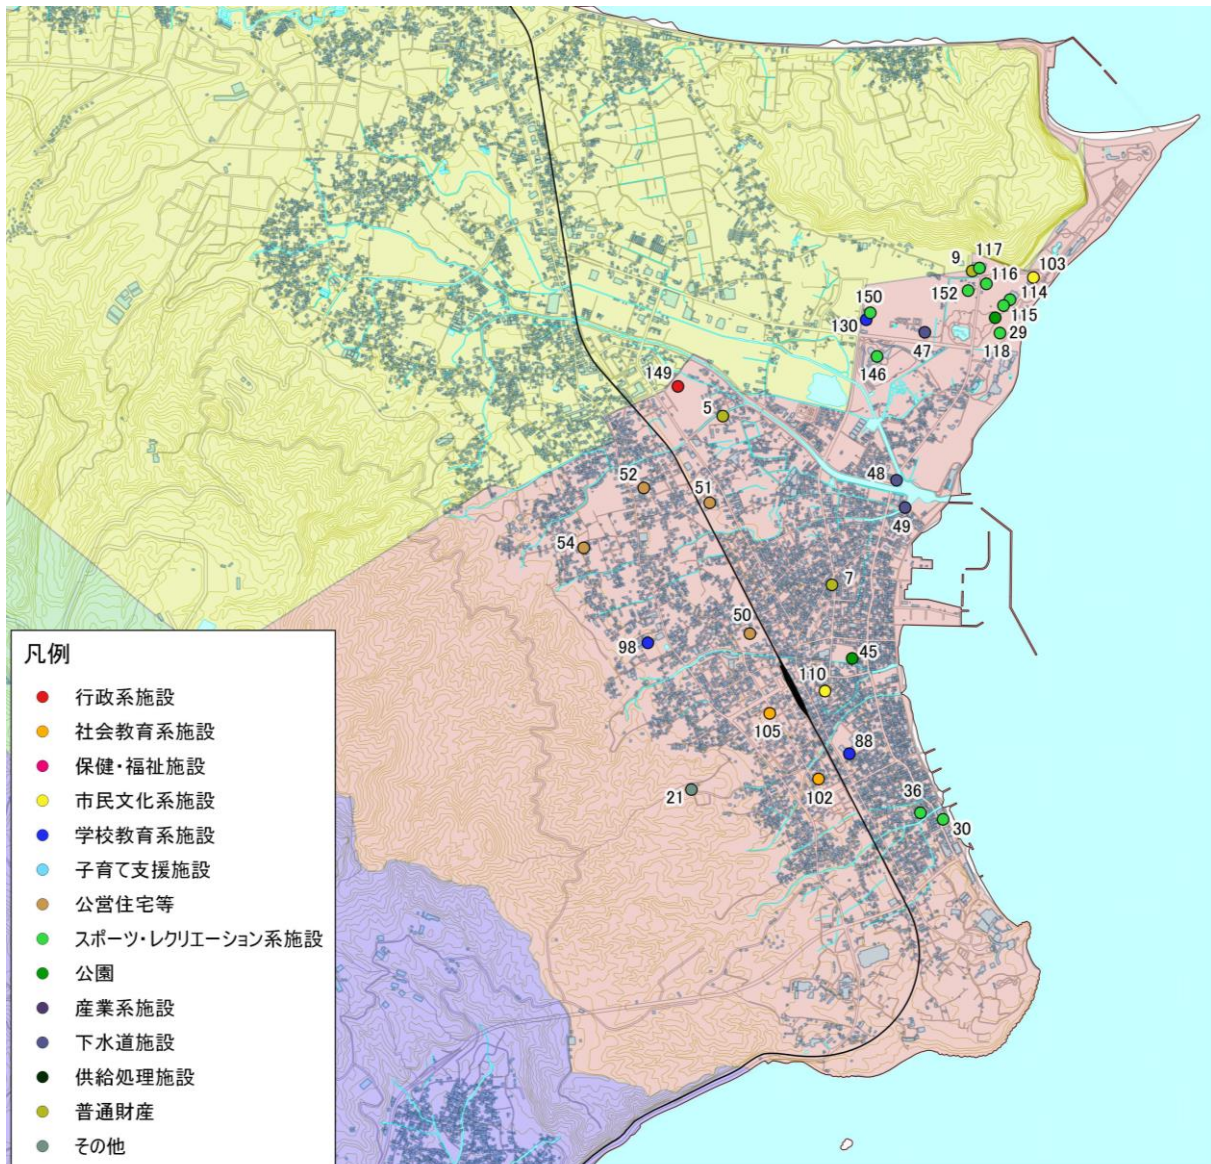 117
9
103
116
152
114
150
115
130
47
29
118
146
149
5
52
51
48
49
54
7
50
98
45
110
105
88
102
21
36
30
凡例
行政系施設
社会教育系施設
保健・福祉施設
市民文化系施設
学校教育系施設
子育て支援施設
公営住宅等
スポーツ・レクリエーション系施設
公園
産業系施設
下水道施設
供給処理施設
普通財産
その他